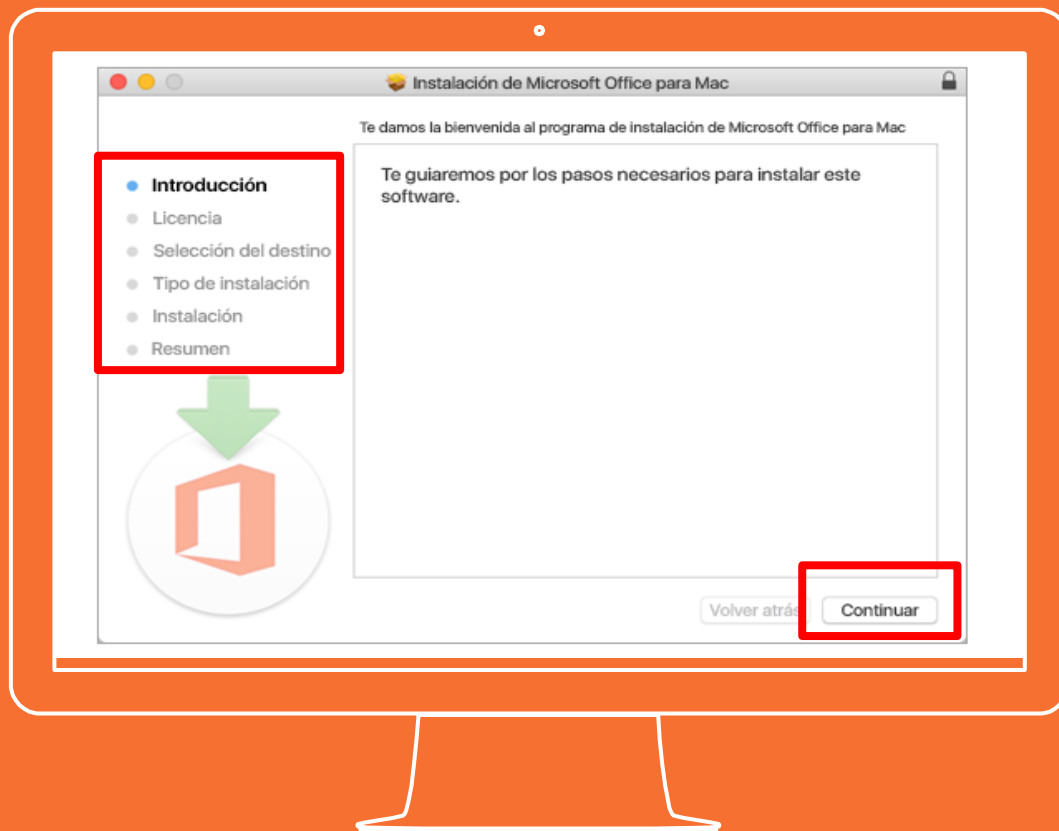 Instalación de Microsoft Office para Mac
Te damos la bienvenida al programa de instalación de Microsoft Office para Mac
Introducción
Licencia
Selección del destino
Tipo de instalación
Instalación
Resumen
Te guiaremos por los pasos necesarios para instalar este
software.
Volver atrás
Continuar